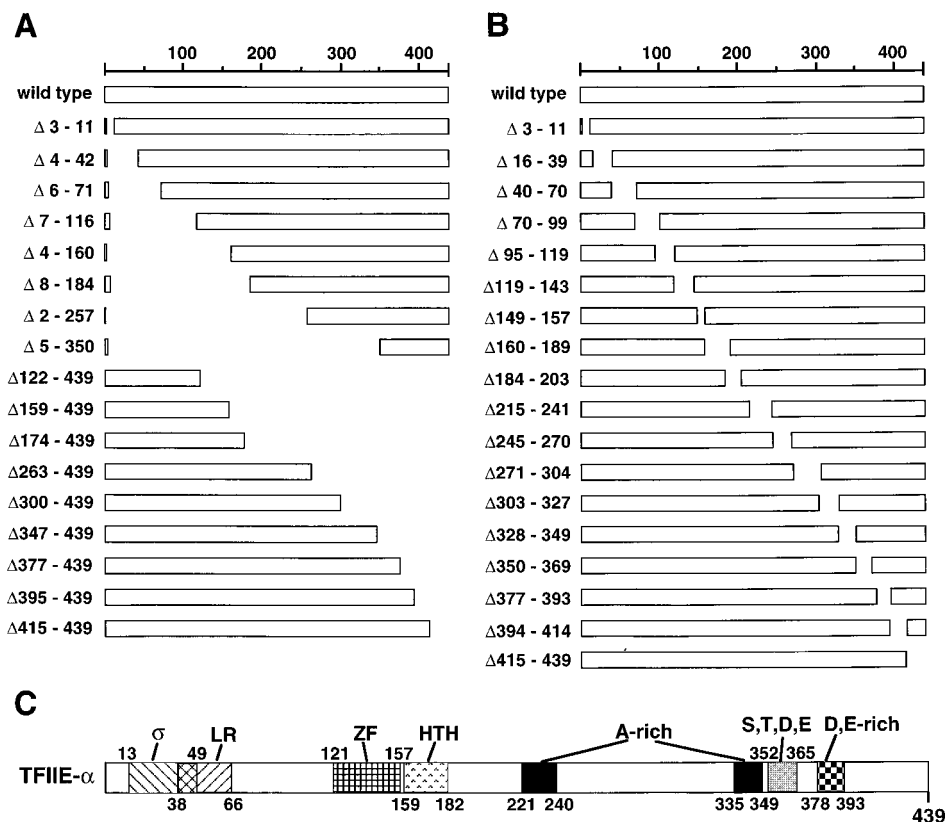 A
100 200 300 400
wild type
Δ 3 - 11
Δ 4 - 42
Δ 6 - 71
Δ 7 - 116
Δ 4 - 160
Δ 8 - 184
Δ 2 - 257
Δ 5 - 350
Δ122 - 439
Δ159 - 439
Δ174 - 439
Δ263 - 439
Δ300 - 439
Δ347 - 439
Δ377 - 439
Δ395 - 439
Δ415 - 439
B
100 200 300 400
wild type
Δ 3 - 11
Δ 16 - 39
Δ 40 - 70
Δ 70 - 99
Δ 95 - 119
Δ119 - 143
Δ149 - 157
Δ160 - 189
Δ184 - 203
Δ215 - 241
Δ245 - 270
Δ271 - 304
Δ303 - 327
Δ328 - 349
Δ350 - 369
Δ377 - 393
Δ394 - 414
Δ415 - 439
C
σ LR ZF HTH A-rich S,T,D,E D,E-rich
13 49 121 157 352 365
TFIIE-α
38 66 159 182 221 240 335 349 378 393
439